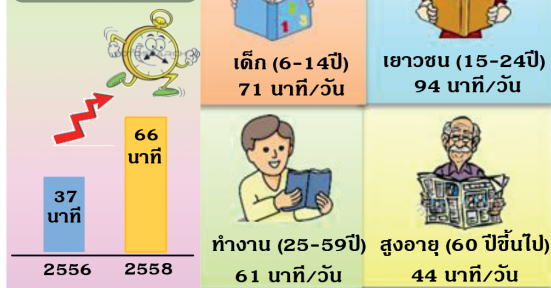 37
นาที
66
นาที
2556 2558
เด็ก (6-14ปี)
71 นาที/วัน
เยาวชน (15-24ปี)
94 นาที/วัน
ทำงาน (25-59ปี)
61 นาที/วัน
สูงอายุ (60 ปีขึ้นไป)
44 นาที/วัน